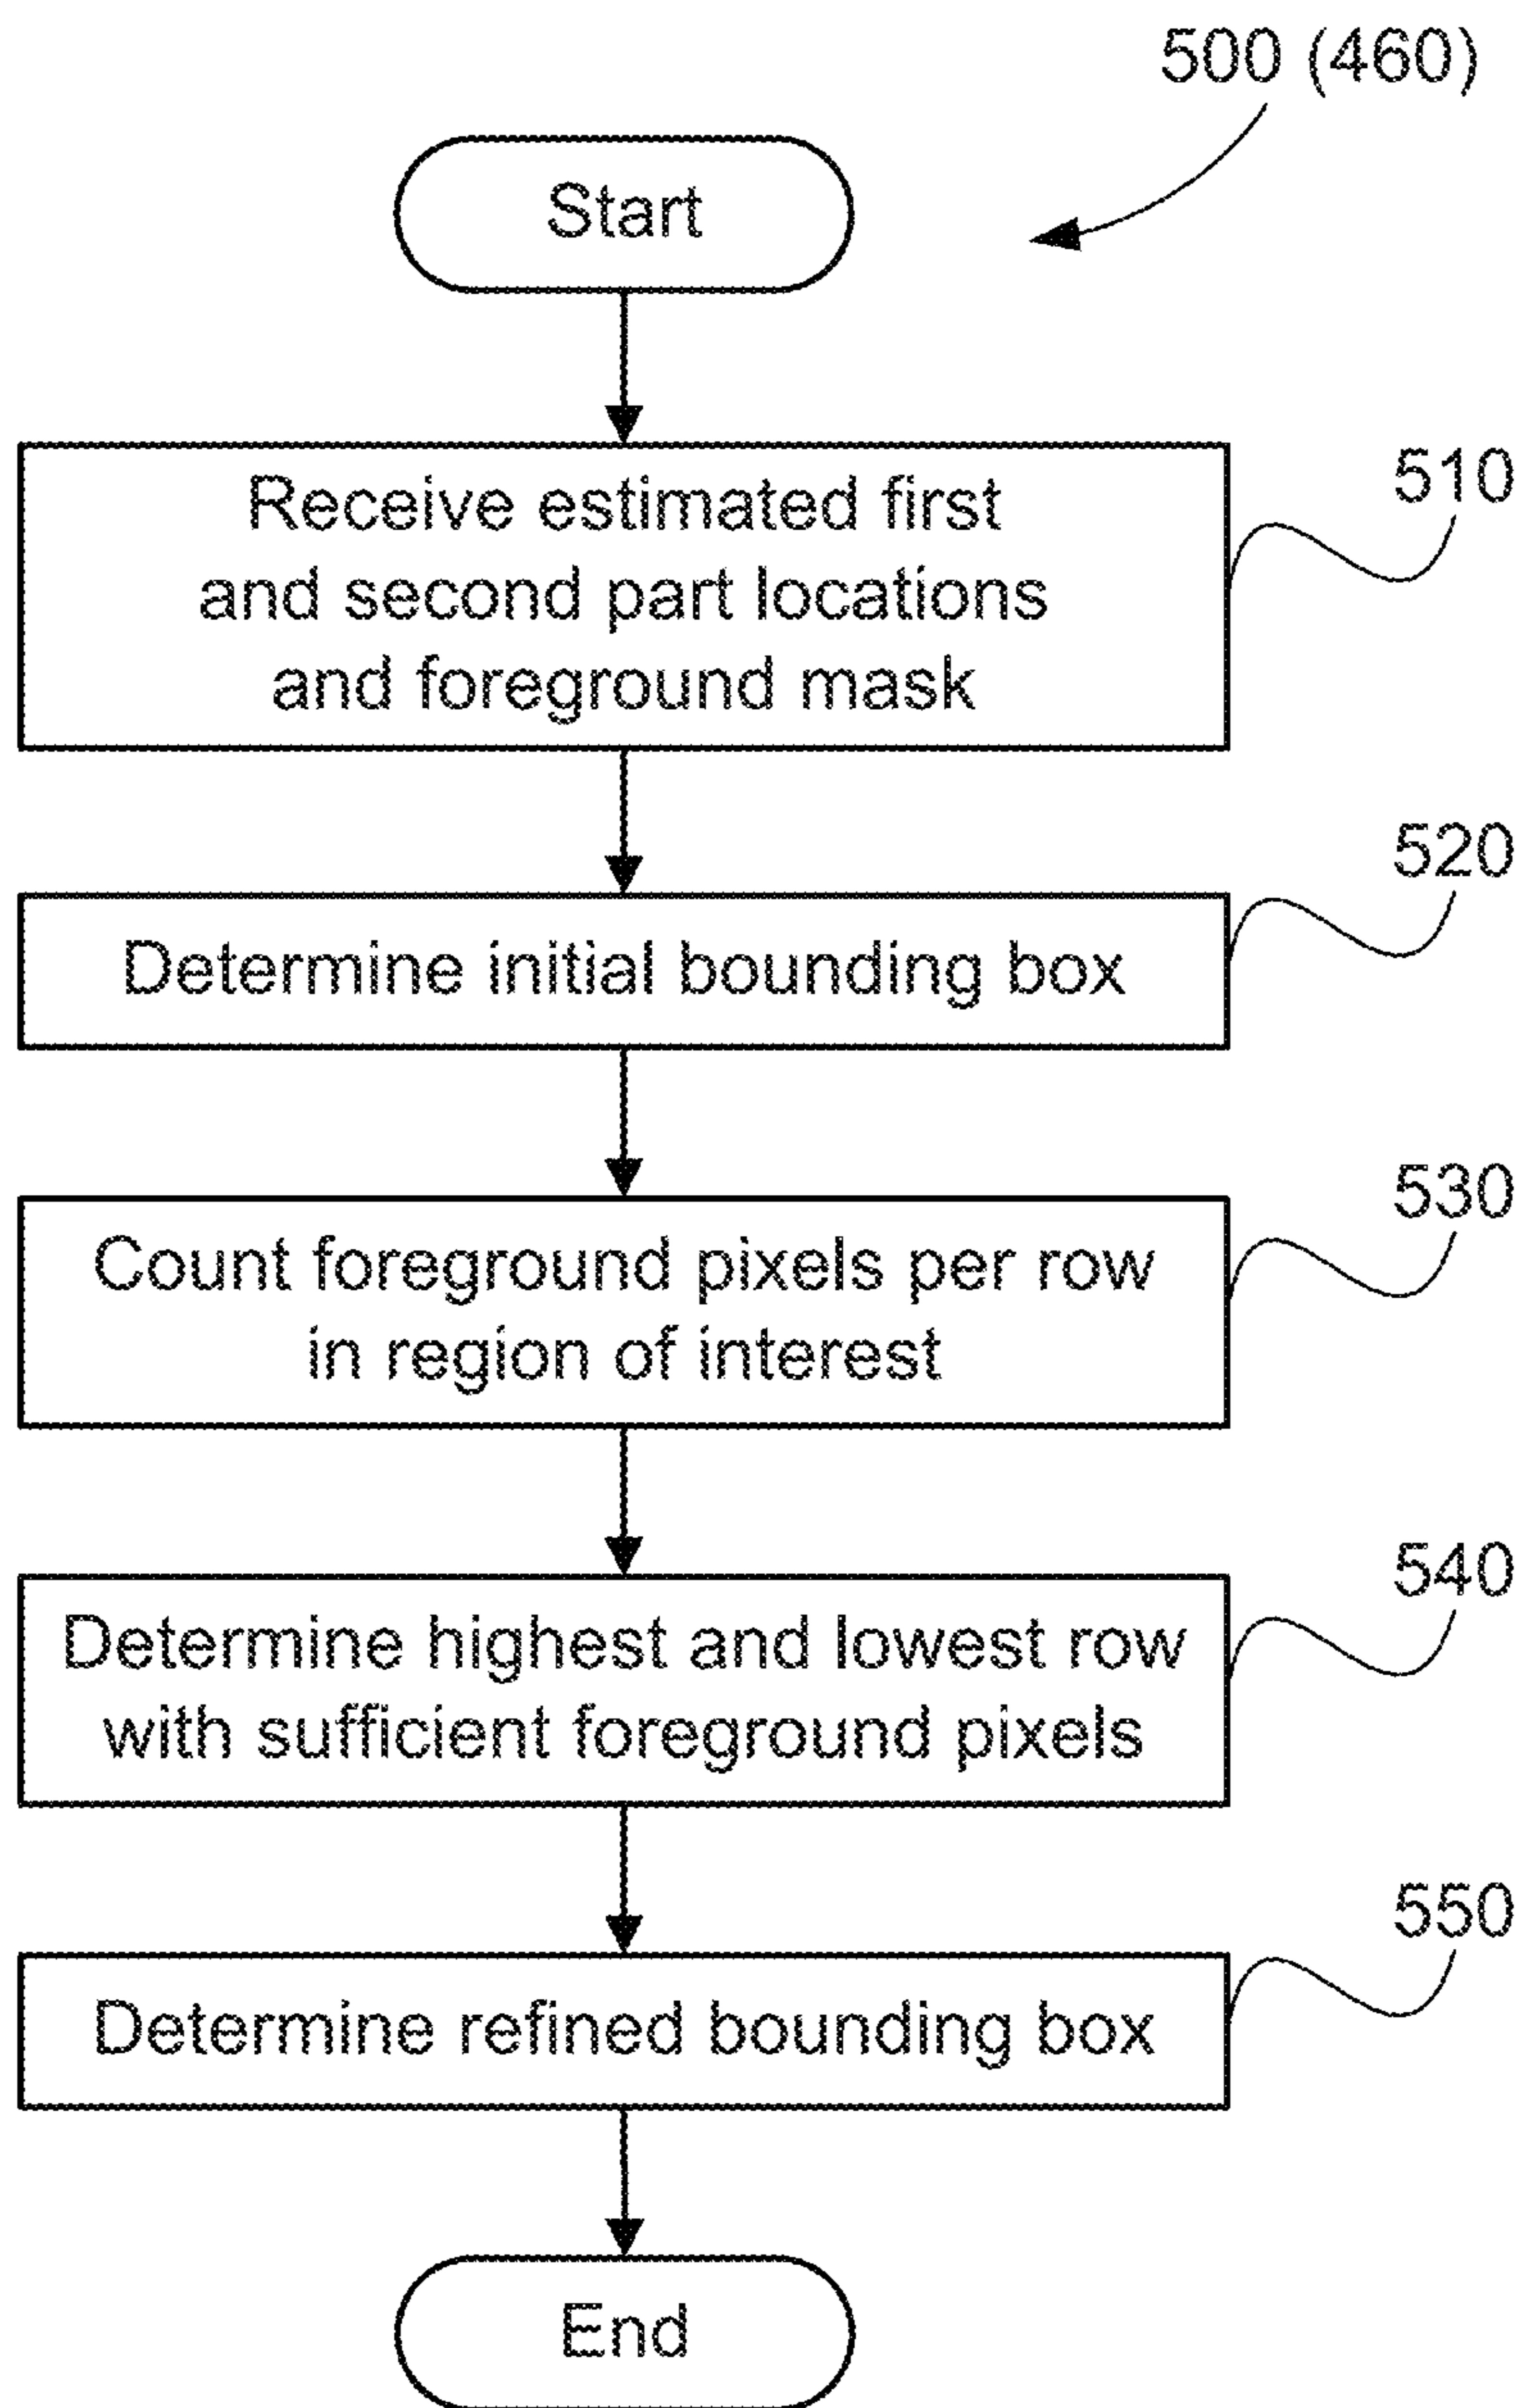 500 (460)
Start
Receive estimated first
and second part locations
and foreground mask
510
Determine initial bounding box
520
Count foreground pixels per row
in region of interest
530
Determine highest and lowest row
with sufficient foreground pixels
540
Determine refined bounding box
550
End